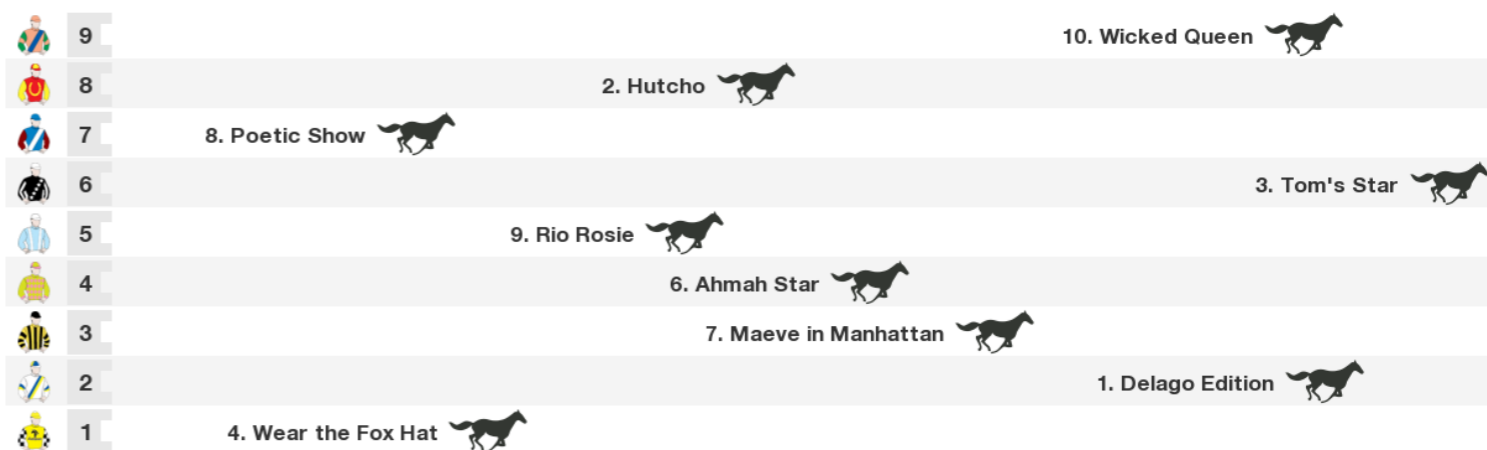 9 10. Wicked Queen
8 2. Hutcho
7 8. Poetic Show
6 3. Tom's Star
5 9. Rio Rosie
4 6. Ahmah Star
3 7. Maeve in Manhattan
2 1. Delago Edition
1 4. Wear the Fox Hat